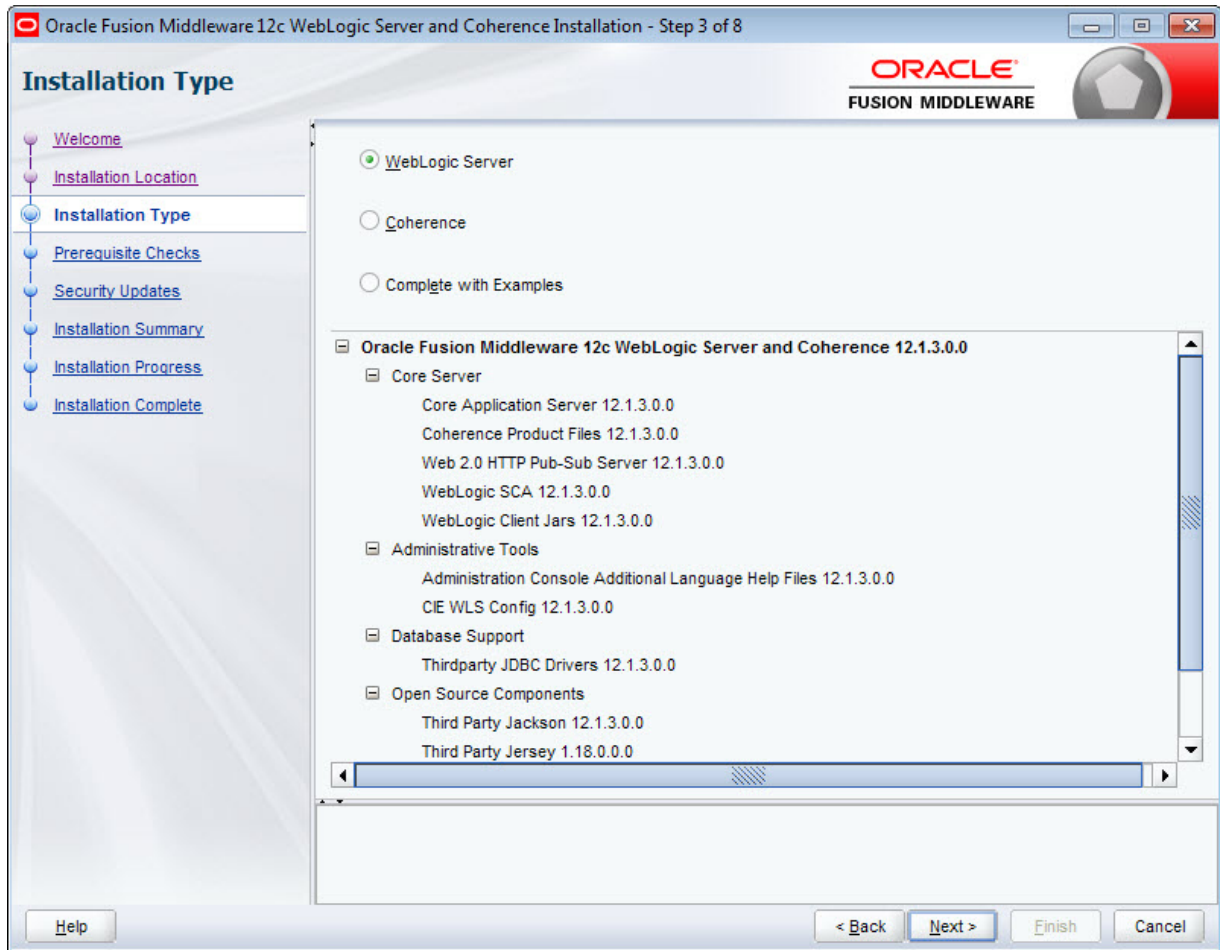 Oracle Fusion Middleware 12c WebLogic Server and Coherence Installation - Step 3 of 8
Installation Type
ORACLE
FUSION MIDDLEWARE
Welcome
Installation Location
Installation Type
Prerequisite Checks
Security Updates
Installation Summary
Installation Progress
Installation Complete
WebLogic Server
Coherence
Complete with Examples
Oracle Fusion Middleware 12c WebLogic Server and Coherence 12.1.3.0.0
Core Server
Core Application Server 12.1.3.0.0
Coherence Product Files 12.1.3.0.0
Web 2.0 HTTP Pub-Sub Server 12.1.3.0.0
WebLogic SCA 12.1.3.0.0
WebLogic Client Jars 12.1.3.0.0
Administrative Tools
Administration Console Additional Language Help Files 12.1.3.0.0
CIE WLS Config 12.1.3.0.0
Database Support
Thirdparty JDBC Drivers 12.1.3.0.0
Open Source Components
Third Party Jackson 12.1.3.0.0
Third Party Jersey 1.18.0.0.0
Help
< Back
Next >
Finish
Cancel